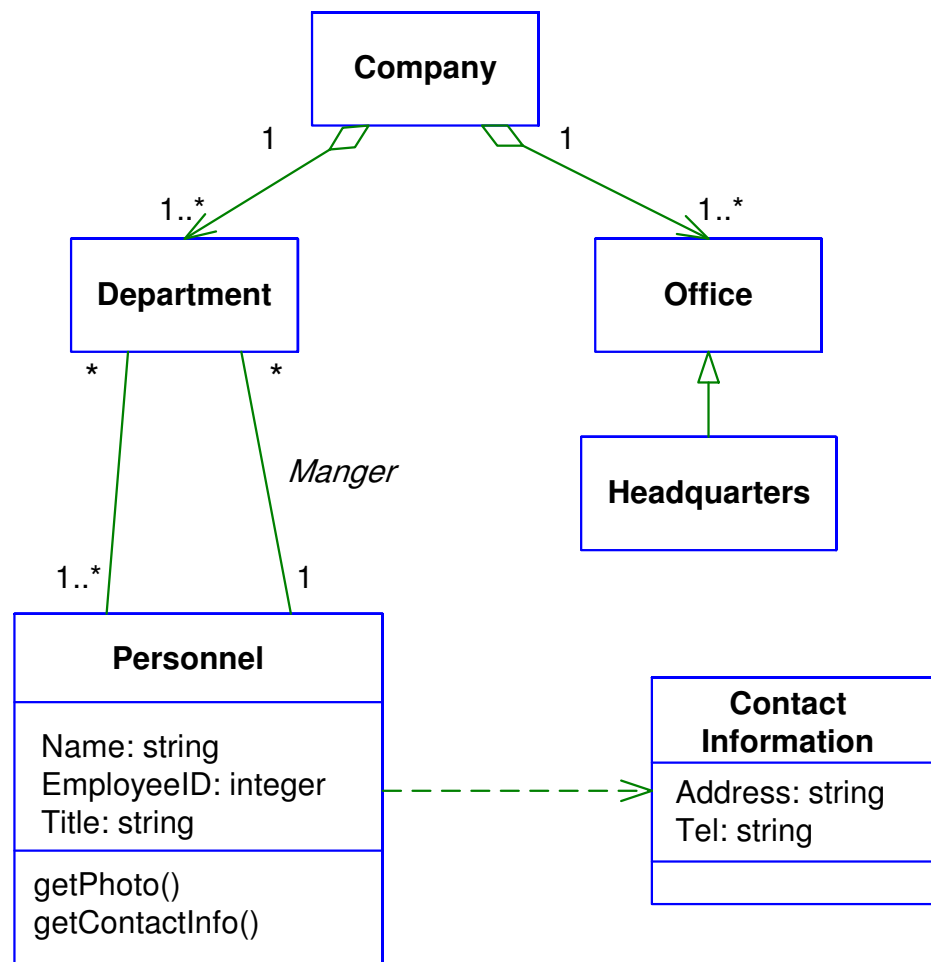 Company
1
1
1..*
1..*
Department
Office
*
*
Manger
Headquarters
1..*
1
Personnel
Name: string
EmployeeID: integer
Title: string
getPhoto()
getContactInfo()
Contact
Information
Address: string
Tel: string